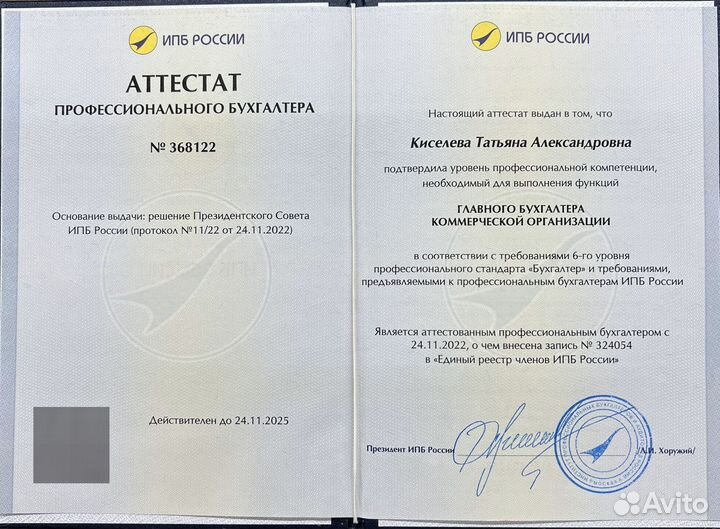 ИПБ РОССИИ
АТТЕСТАТ
ПРОФЕССИОНАЛЬНОГО БУХГАЛТЕРА
№ 368122
Основание выдачи: решение Президентского Совета
ИПБ России (протокол №11/22 от 24.11.2022)
Действителен до 24.11.2025
ИПБ РОССИИ
Настоящий аттестат выдан в том, что
Киселева Татьяна Александровна
подтвердила уровень профессиональной компетенции,
необходимый для выполнения функций
ГЛАВНОГО БУХГАЛТЕРА
КОММЕРЧЕСКОЙ ОРГАНИЗАЦИИ
в соответствии с требованиями 6-го уровня
профессионального стандарта «Бухгалтер» и требованиями,
предъявляемыми к профессиональным бухгалтерам ИПБ России
Является аттестованным профессиональным бухгалтером с
24.11.2022, о чем внесена запись № 324054
в «Единый реестр членов ИПБ России»
Президент ИПБ России
/Л.И. Хоружий/
Avito